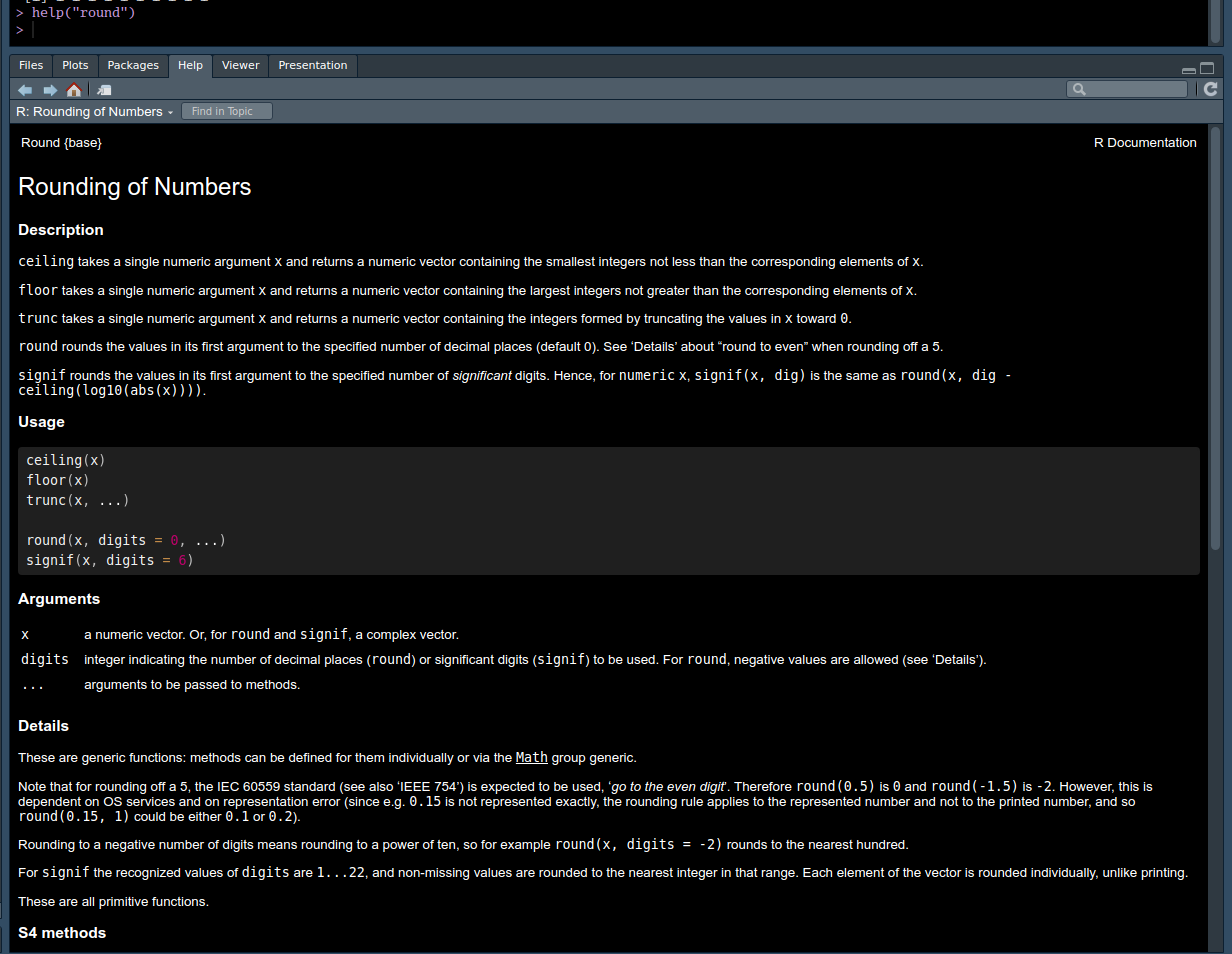 > help("round")
>
Files Plots Packages Help Viewer Presentation
R: Rounding of Numbers Find in Topic
Round {base} R Documentation
Rounding of Numbers
Description
ceiling takes a single numeric argument x and returns a numeric vector containing the smallest integers not less than the corresponding elements of x.
floor takes a single numeric argument x and returns a numeric vector containing the largest integers not greater than the corresponding elements of x.
trunc takes a single numeric argument x and returns a numeric vector containing the integers formed by truncating the values in x toward 0.
round rounds the values in its first argument to the specified number of decimal places (default 0). See ‘Details’ about “round to even” when rounding off a 5.
signif rounds the values in its first argument to the specified number of significant digits. Hence, for numeric x, signif(x, dig) is the same as round(x, dig -
ceiling(log10(abs(x)))).
Usage
ceiling(x)
floor(x)
trunc(x, ...)
round(x, digits = 0, ...)
signif(x, digits = 6)
Arguments
x a numeric vector. Or, for round and signif, a complex vector.
digits integer indicating the number of decimal places (round) or significant digits (signif) to be used. For round, negative values are allowed (see ‘Details’).
... arguments to be passed to methods.
Details
These are generic functions: methods can be defined for them individually or via the Math group generic.
Note that for rounding off a 5, the IEC 60559 standard (see also ‘IEEE 754’) is expected to be used, ‘go to the even digit’. Therefore round(0.5) is 0 and round(-1.5) is -2. However, this is
dependent on OS services and on representation error (since e.g. 0.15 is not represented exactly, the rounding rule applies to the represented number and not to the printed number, and so
round(0.15, 1) could be either 0.1 or 0.2).
Rounding to a negative number of digits means rounding to a power of ten, so for example round(x, digits = -2) rounds to the nearest hundred.
For signif the recognized values of digits are 1...22, and non-missing values are rounded to the nearest integer in that range. Each element of the vector is rounded individually, unlike printing.
These are all primitive functions.
S4 methods